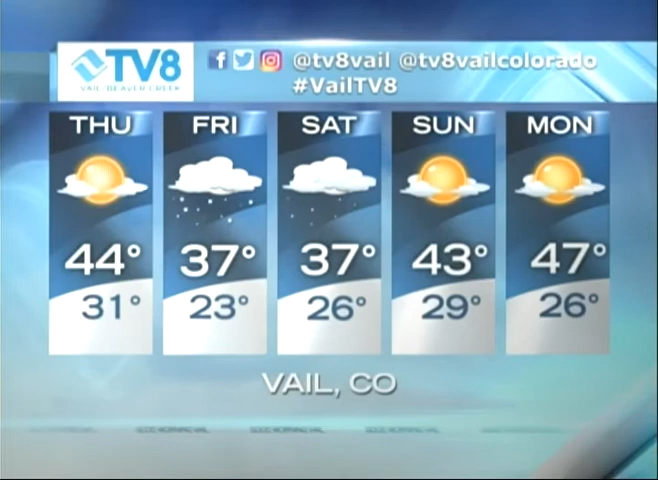 TV8
VAIL/BEAVER CREEK
@tv8vail @tv8vailcolorado
#VailTV8
THU FRI SAT SUN MON
44° 37° 37° 43° 47°
31° 23° 26° 29° 26°
VAIL, CO